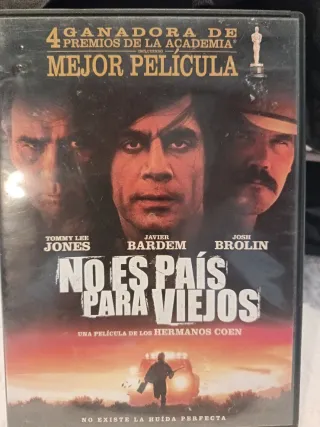 4 GANADORA DE
PREMIOS DE LA ACADEMIA
MEJOR PELÍCULA
TOMMY LEE JONES
JAVIER BARDEM
JOSH BROLIN
NO ES PAÍS
PARA VIEJOS
UNA PELÍCULA DE LOS HERMANOS COEN
NO EXISTE LA HUÍDA PERFECTA